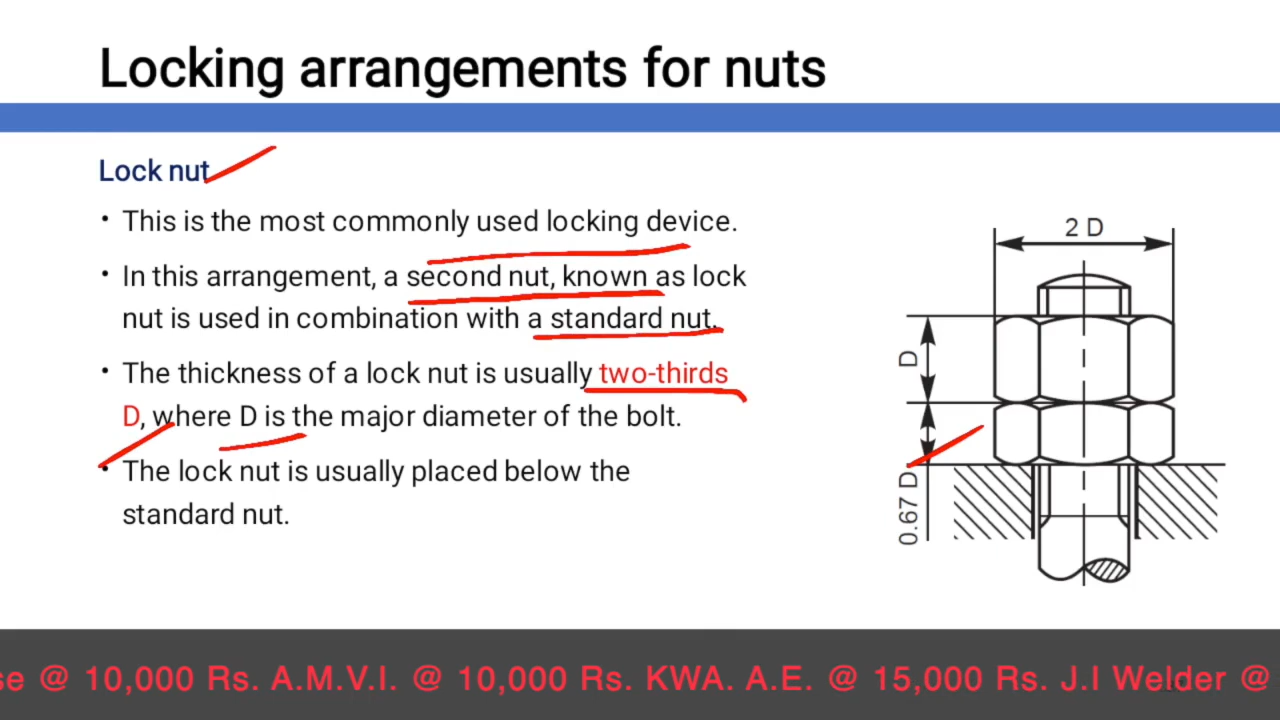 Locking arrangements for nuts
Lock nut
• This is the most commonly used locking device.
• In this arrangement, a second nut, known as lock
nut is used in combination with a standard nut.
• The thickness of a lock nut is usually two-thirds
D, where D is the major diameter of the bolt.
• The lock nut is usually placed below the
standard nut.
2 D
D
0.67 D
se @ 10,000 Rs. A.M.V.I. @ 10,000 Rs. KWA. A.E. @ 15,000 Rs. J.I Welder @